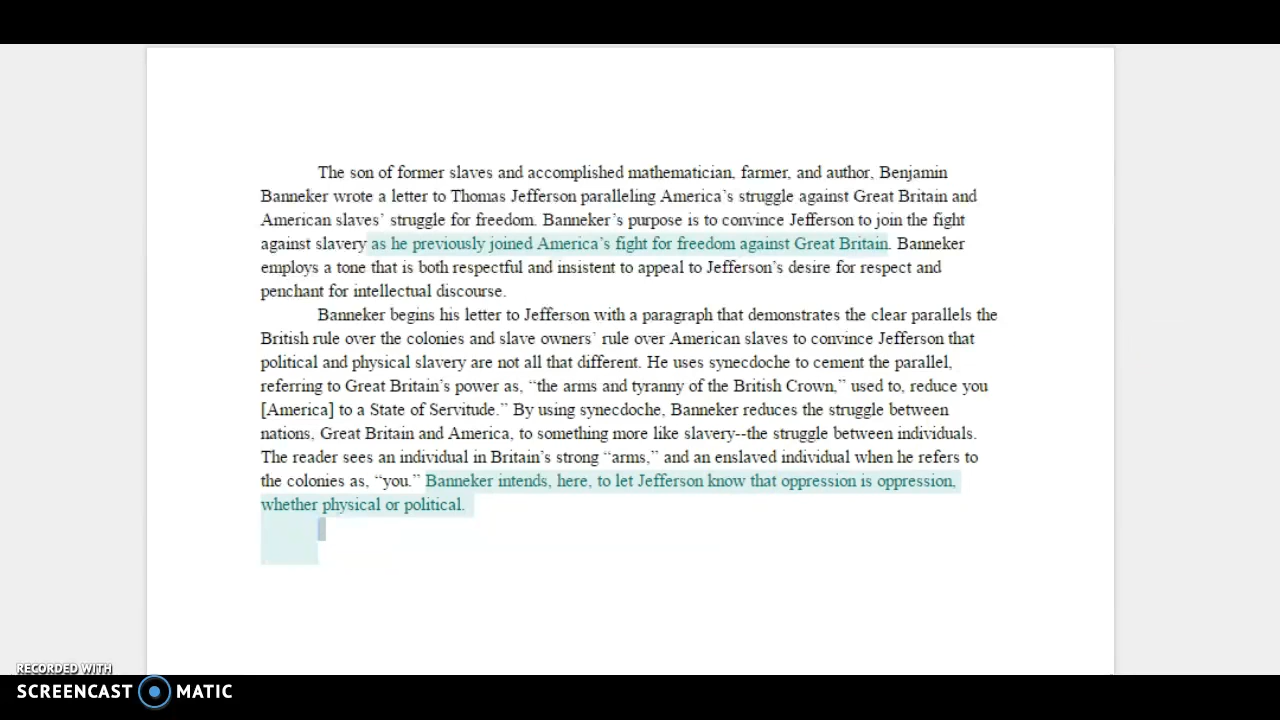 The son of former slaves and accomplished mathematician, farmer, and author, Benjamin
Banneker wrote a letter to Thomas Jefferson paralleling America’s struggle against Great Britain and
American slaves’ struggle for freedom. Banneker’s purpose is to convince Jefferson to join the fight
against slavery as he previously joined America’s fight for freedom against Great Britain. Banneker
employs a tone that is both respectful and insistent to appeal to Jefferson’s desire for respect and
penchant for intellectual discourse.
Banneker begins his letter to Jefferson with a paragraph that demonstrates the clear parallels the
British rule over the colonies and slave owners’ rule over American slaves to convince Jefferson that
political and physical slavery are not all that different. He uses synecdoche to cement the parallel,
referring to Great Britain’s power as, “the arms and tyranny of the British Crown,” used to, reduce you
[America] to a State of Servitude.” By using synecdoche, Banneker reduces the struggle between
nations, Great Britain and America, to something more like slavery--the struggle between individuals.
The reader sees an individual in Britain’s strong “arms,” and an enslaved individual when he refers to
the colonies as, “you.” Banneker intends, here, to let Jefferson know that oppression is oppression,
whether physical or political.
RECORDED WITH
SCREENCAST MATIC